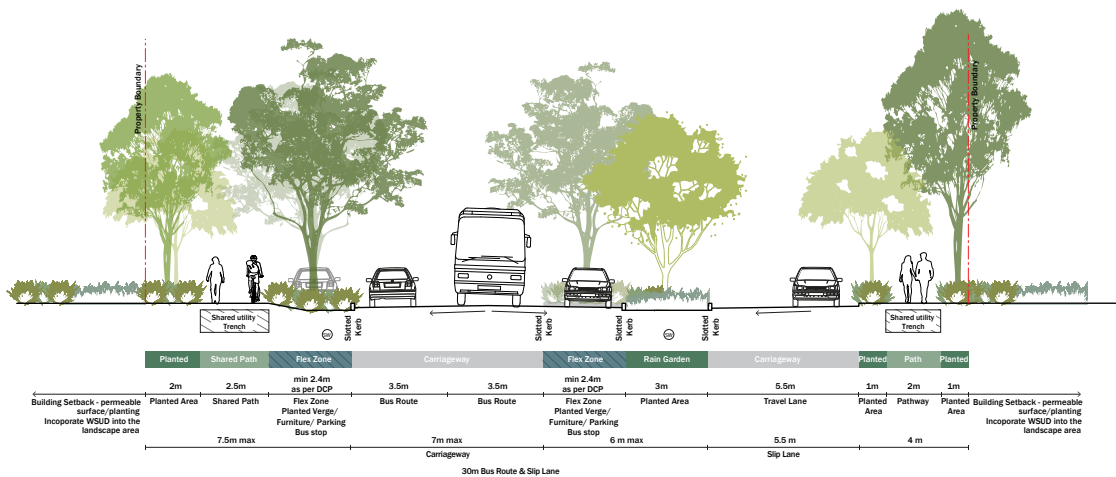 Property Boundary
Property Boundary
Shared utility
Trench
SW
Slotted
Kerb
Slotted
Kerb
Slotted
Kerb
SW
Slotted
Kerb
Shared utility
Trench
Planted
Shared Path
Flex Zone
Carriageway
Flex Zone
Rain Garden
Carriageway
Planted
Path
Planted
2m
2.5m
min 2.4m
as per DCP
3.5m
3.5m
min 2.4m
as per DCP
3m
5.5m
1m
2m
1m
Building Setback - permeable
surface/planting
Incoporate WSUD into the
landscape area
Planted Area
Shared Path
Flex Zone
Planted Verge/
Furniture/ Parking
Bus stop
Bus Route
Bus Route
Flex Zone
Planted Verge/
Furniture/ Parking
Bus stop
Planted Area
Travel Lane
Planted
Area
Pathway
Planted
Area
Building Setback - permeable
surface/planting
Incoporate WSUD into the
landscape area
7.5m max
7m max
6 m max
5.5 m
4 m
Carriageway
Slip Lane
30m Bus Route & Slip Lane